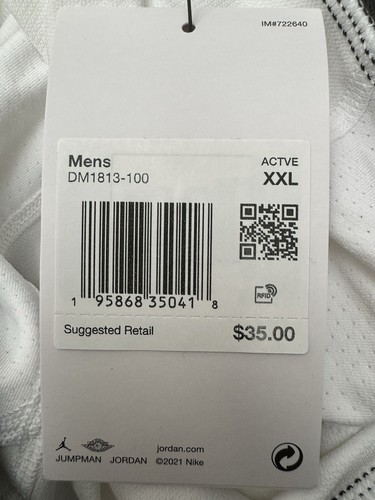 IM#722640
Mens
DM1813-100
ACTVE
XXL
1 95868 35041 8
RFID
Suggested Retail
$35.00
jordan.com
JUMPMAN JORDAN ©2021 Nike